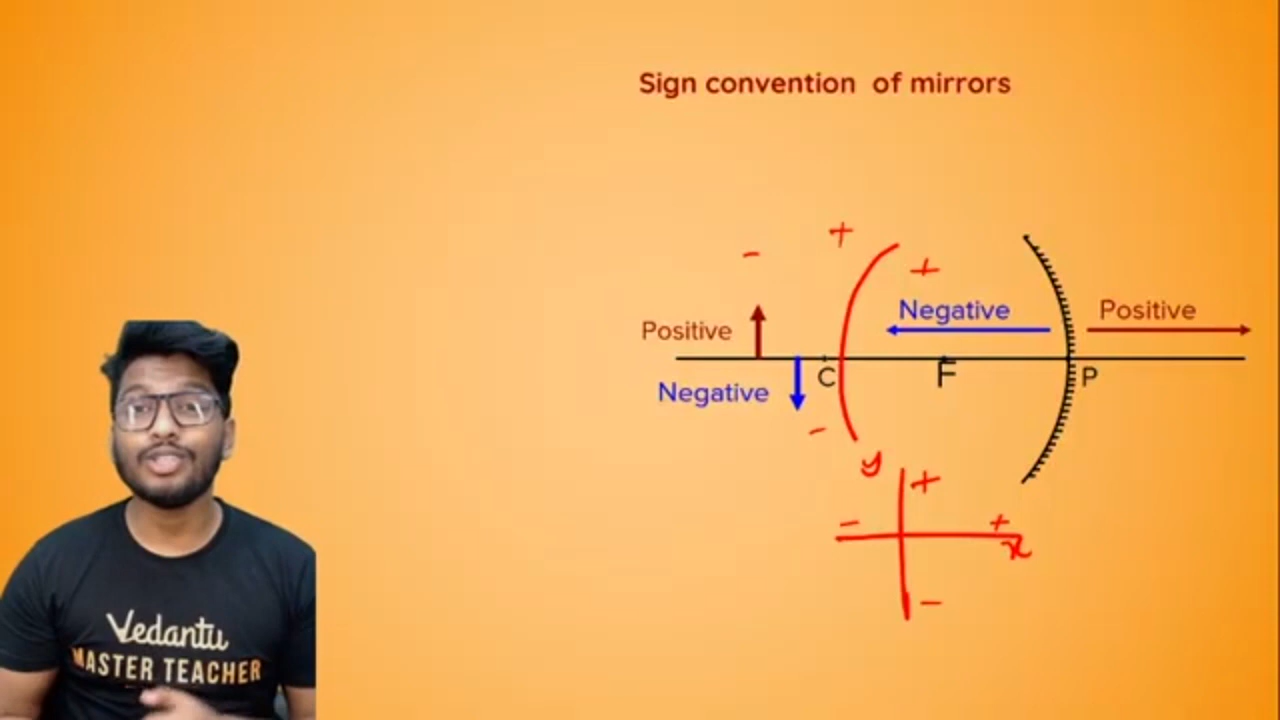 Sign convention of mirrors
+
-
+
Negative
Positive
Positive
C
F
P
Negative
-
y
+
-
+
x
-
Vedantu
MASTER TEACHER